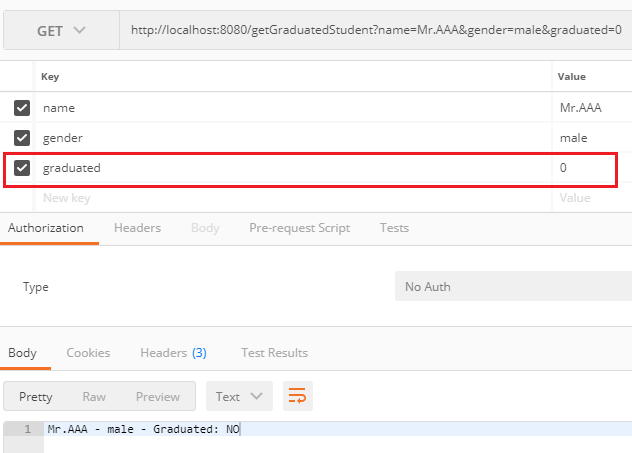 GET http://localhost:8080/getGraduatedStudent?name=Mr.AAA&gender=male&graduated=0
Key Value
name Mr.AAA
gender male
graduated 0
New key Value
Authorization Headers Body Pre-request Script Tests
Type No Auth
Body Cookies Headers (3) Test Results
Pretty Raw Preview Text
1 Mr.AAA - male - Graduated: NO